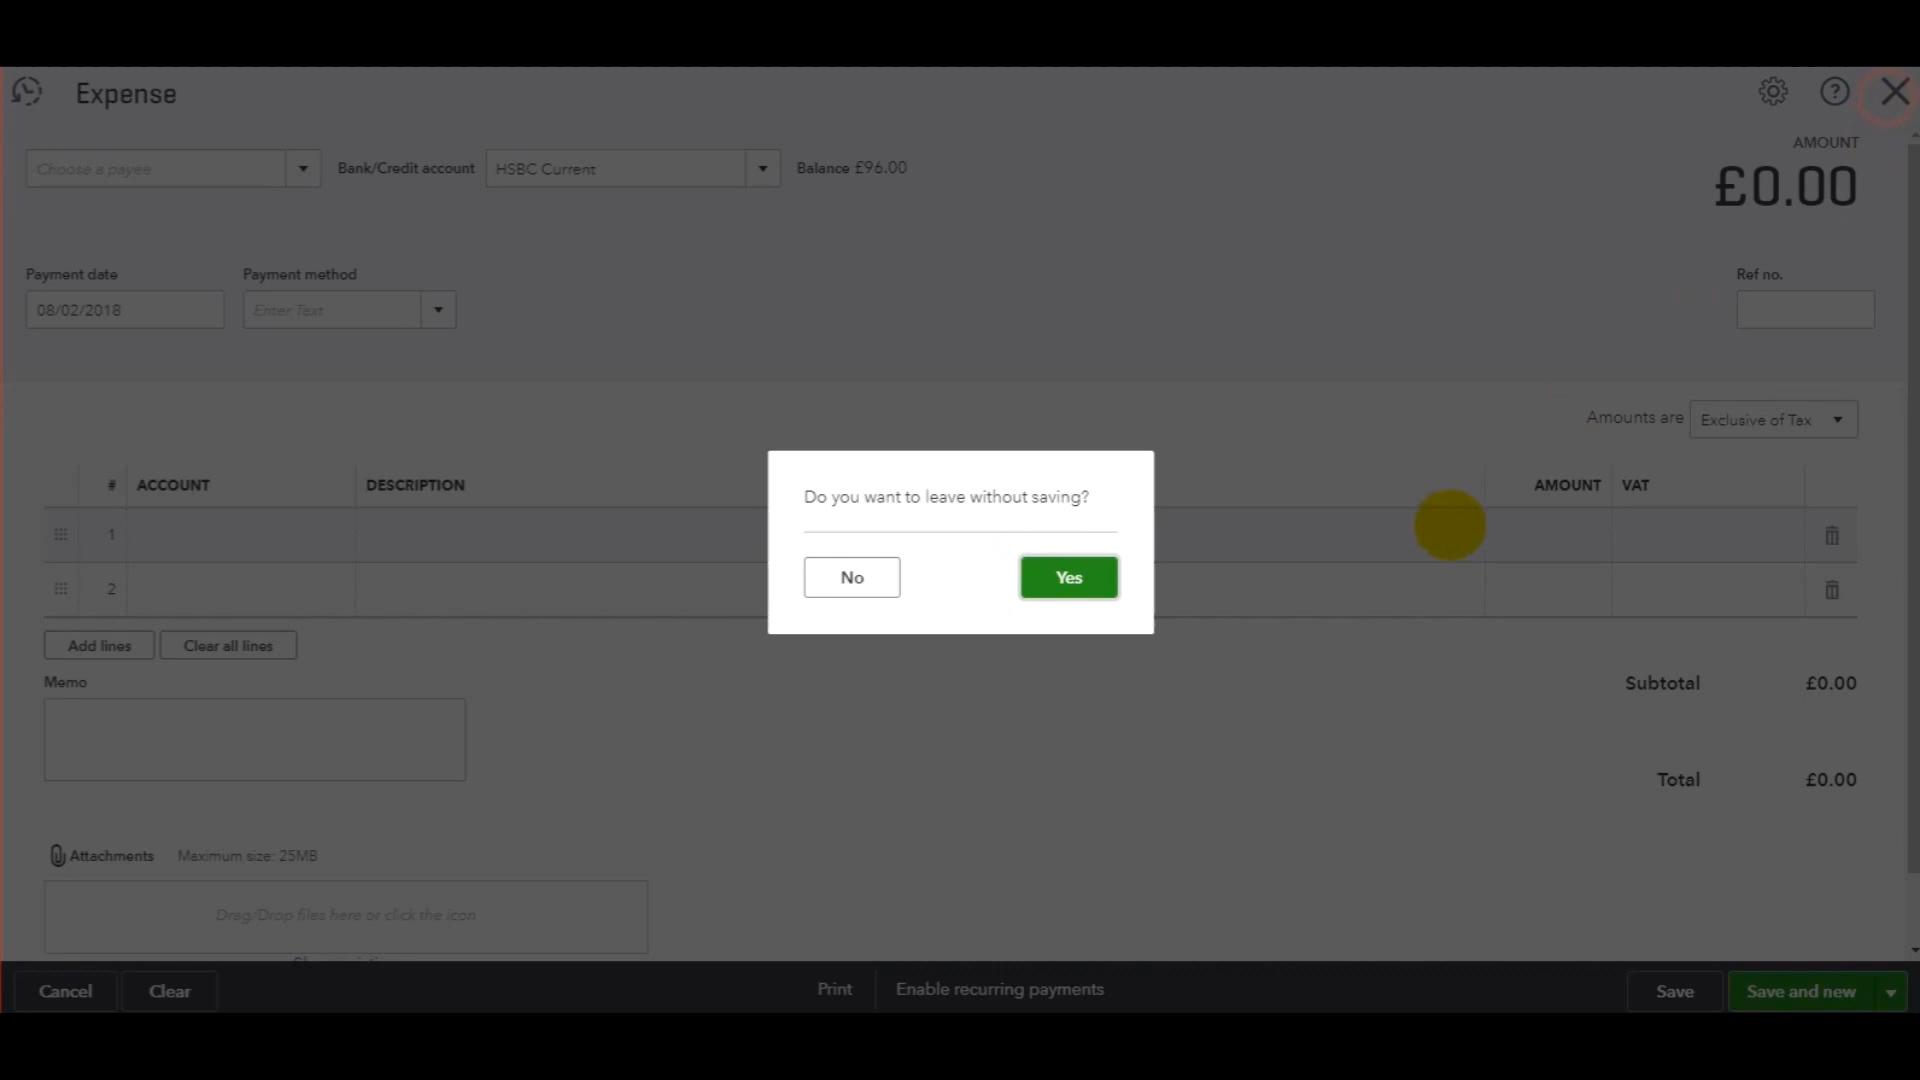 Expense
AMOUNT
£0.00
Choose a payee
Bank/Credit account
HSBC Current
Balance £96.00
Payment date
Payment method
Ref no.
08/02/2018
Enter Text
Amounts are
Exclusive of Tax
# ACCOUNT DESCRIPTION AMOUNT VAT
1
2
Do you want to leave without saving?
No
Yes
Add lines
Clear all lines
Memo
Subtotal £0.00
Total £0.00
Attachments Maximum size: 25MB
Drag/Drop files here or click the icon
Cancel
Clear
Print
Enable recurring payments
Save
Save and new